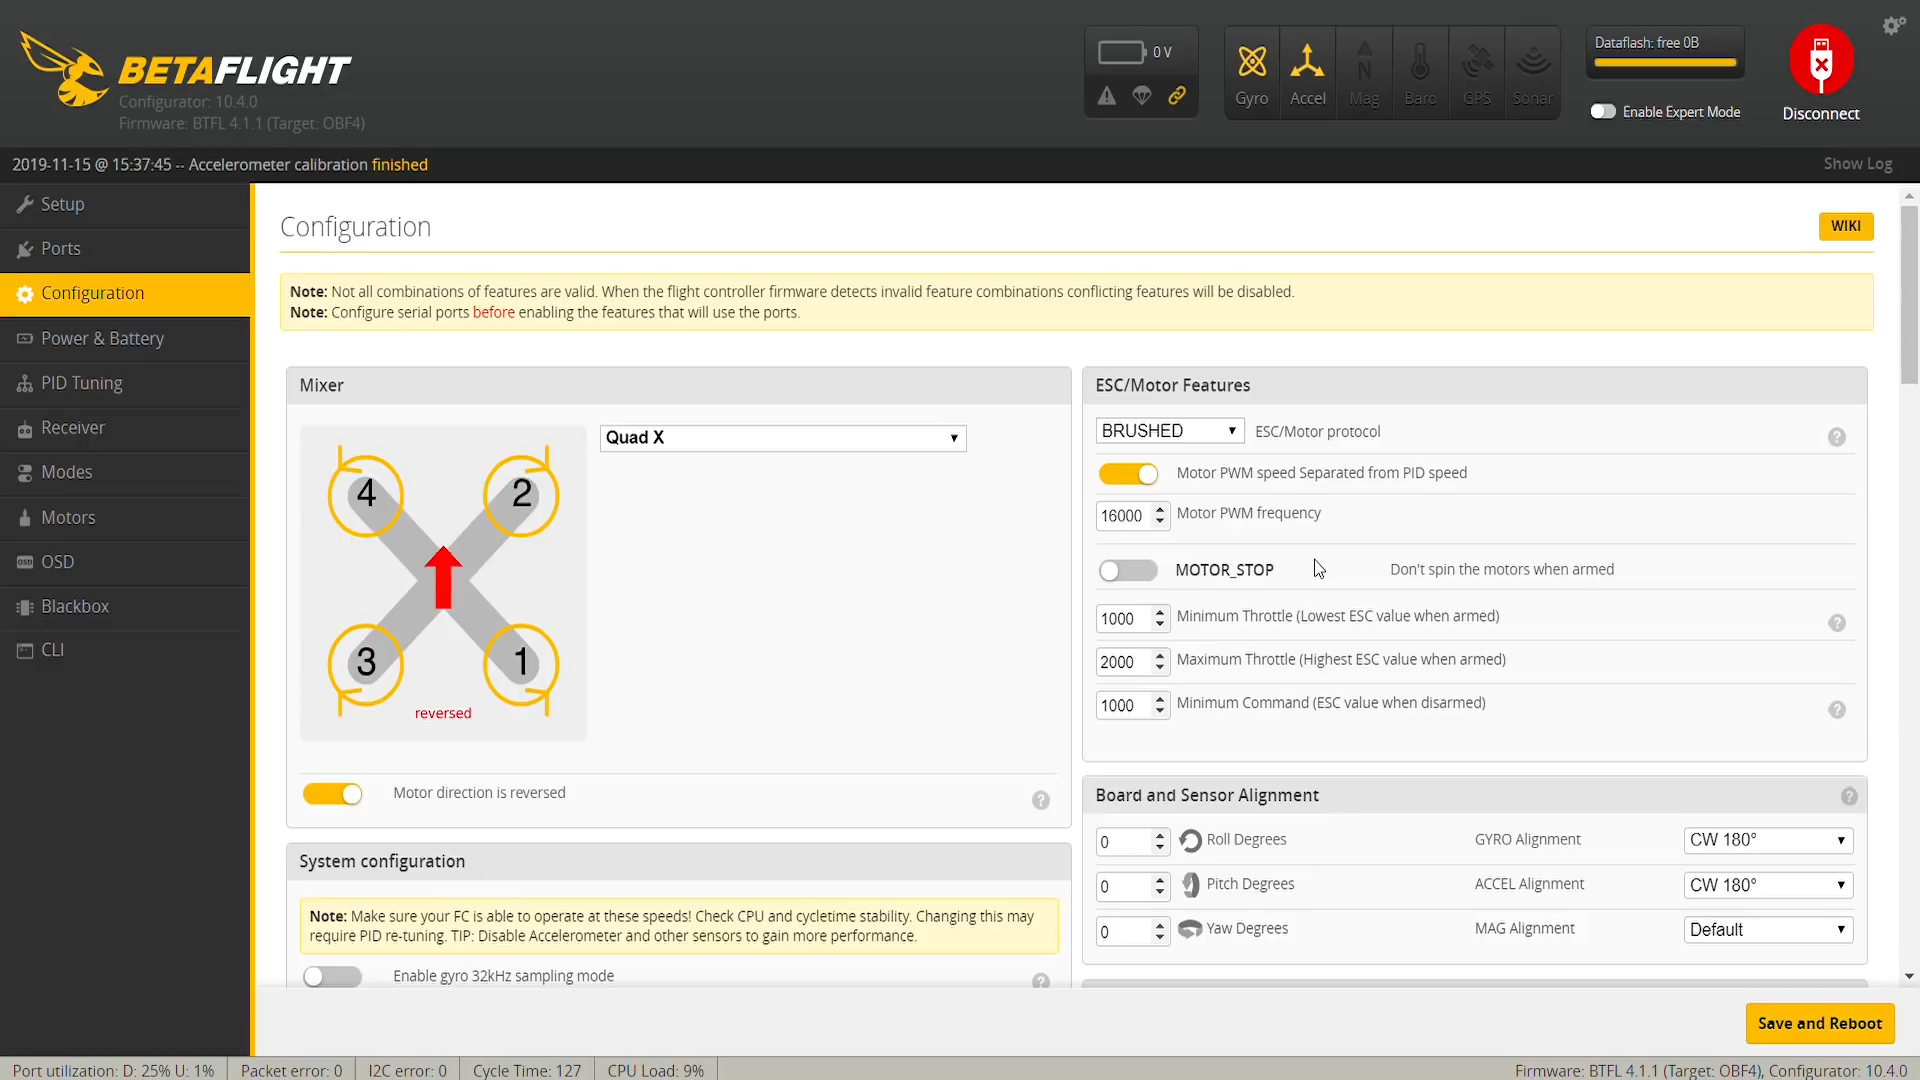 BETAFLIGHT
Configurator: 10.4.0
Firmware: BTFL 4.1.1 (Target: OBF4)
0 V
Gyro
Accel
Mag
Baro
GPS
Sonar
Dataflash: free 0B
Enable Expert Mode
Disconnect
2019-11-15 @ 15:37:45 -- Accelerometer calibration finished
Show Log
Setup
Ports
Configuration
Power & Battery
PID Tuning
Receiver
Modes
Motors
OSD
Blackbox
CLI
Configuration
WIKI
Note: Not all combinations of features are valid. When the flight controller firmware detects invalid feature combinations conflicting features will be disabled.
Note: Configure serial ports before enabling the features that will use the ports.
Mixer
Quad X
4
2
3
1
reversed
Motor direction is reversed
System configuration
Note: Make sure your FC is able to operate at these speeds! Check CPU and cycletime stability. Changing this may
require PID re-tuning. TIP: Disable Accelerometer and other sensors to gain more performance.
Enable gyro 32kHz sampling mode
ESC/Motor Features
BRUSHED ESC/Motor protocol
Motor PWM speed Separated from PID speed
16000 Motor PWM frequency
MOTOR_STOP Don't spin the motors when armed
1000 Minimum Throttle (Lowest ESC value when armed)
2000 Maximum Throttle (Highest ESC value when armed)
1000 Minimum Command (ESC value when disarmed)
Board and Sensor Alignment
0 Roll Degrees GYRO Alignment CW 180°
0 Pitch Degrees ACCEL Alignment CW 180°
0 Yaw Degrees MAG Alignment Default
Save and Reboot
Port utilization: D: 25% U: 1% Packet error: 0 I2C error: 0 Cycle Time: 127 CPU Load: 9% Firmware: BTFL 4.1.1 (Target: OBF4), Configurator: 10.4.0